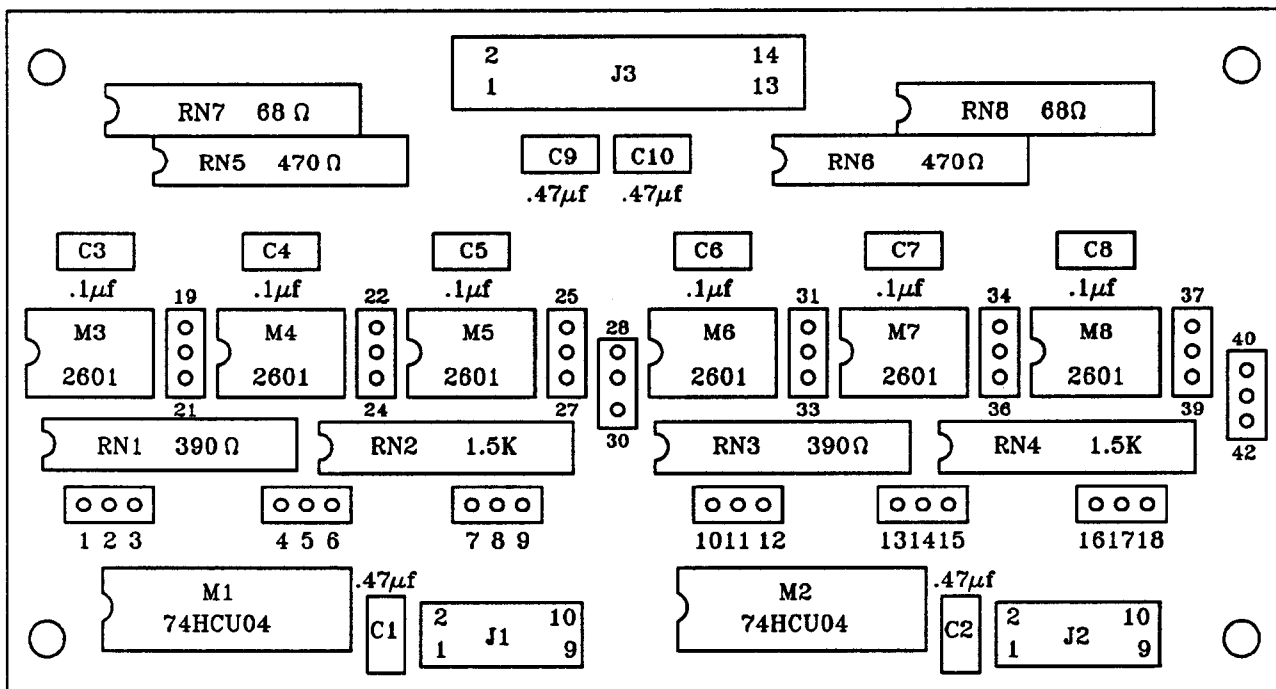 2 14
J3
1 13
RN7 68 Ω
RN8 68Ω
RN5 470 Ω
C9 C10
RN6 470Ω
.47μf .47μf
C3 C4 C5 C6 C7 C8
.1μf .1μf .1μf .1μf .1μf .1μf
19 22 25 31 34 37
28
40
M3 M4 M5 M6 M7 M8
2601 2601 2601 2601 2601 2601
21 24 27 33 36 39
30
42
RN1 390 Ω RN2 1.5K RN3 390Ω RN4 1.5K
1 2 3 4 5 6 7 8 9 10 11 12 13 14 15 16 17 18
M1 .47μf M2 .47μf
74HCU04 74HCU04
C1 C2
2 10 2 10
J1 J2
1 9 1 9